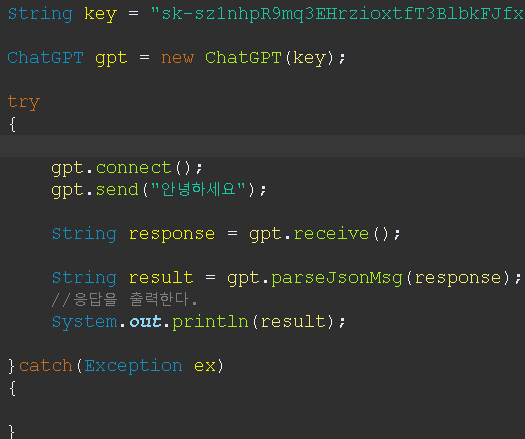 String key = "sk-sz1nhpR9mq3EHrzioxtfT3BlbkFJfx
ChatGPT gpt = new ChatGPT(key);
try
{
gpt.connect();
gpt.send("안녕하세요");
String response = gpt.receive();
String result = gpt.parseJsonMsg(response);
//응답을 출력한다.
System.out.println(result);
}catch(Exception ex)
{
}